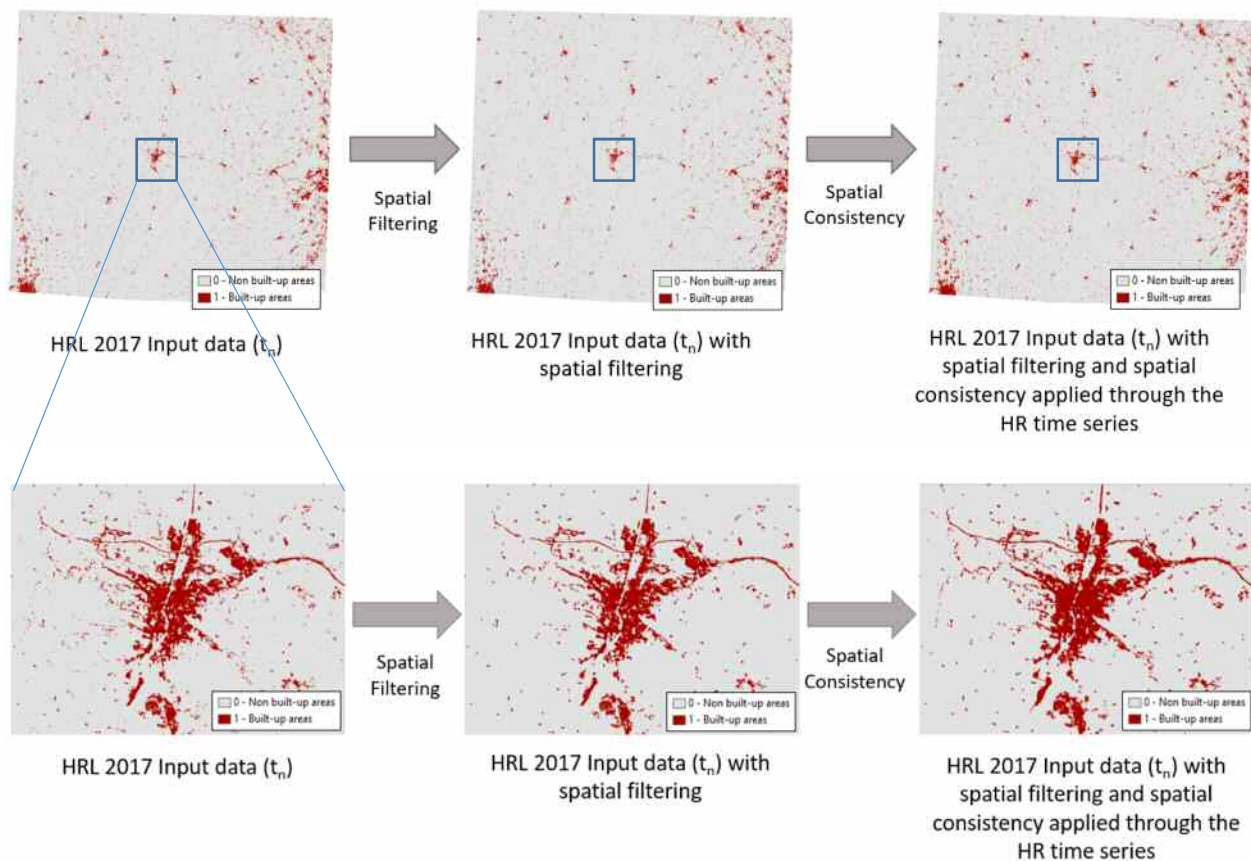 Spatial
Filtering
Spatial
Consistency
0 - Non built-up areas
1 - Built-up areas
0 - Non built-up areas
1 - Built-up areas
0 - Non built-up areas
1 - Built-up areas
HRL 2017 Input data (tn)
HRL 2017 Input data (tn) with
spatial filtering
HRL 2017 Input data (tn) with
spatial filtering and spatial
consistency applied through the
HR time series
Spatial
Filtering
Spatial
Consistency
0 - Non built-up areas
1 - Built-up areas
0 - Non built-up areas
1 - Built-up areas
0 - Non built-up areas
1 - Built-up areas
HRL 2017 Input data (tn)
HRL 2017 Input data (tn) with
spatial filtering
HRL 2017 Input data (tn) with
spatial filtering and spatial
consistency applied through the
HR time series